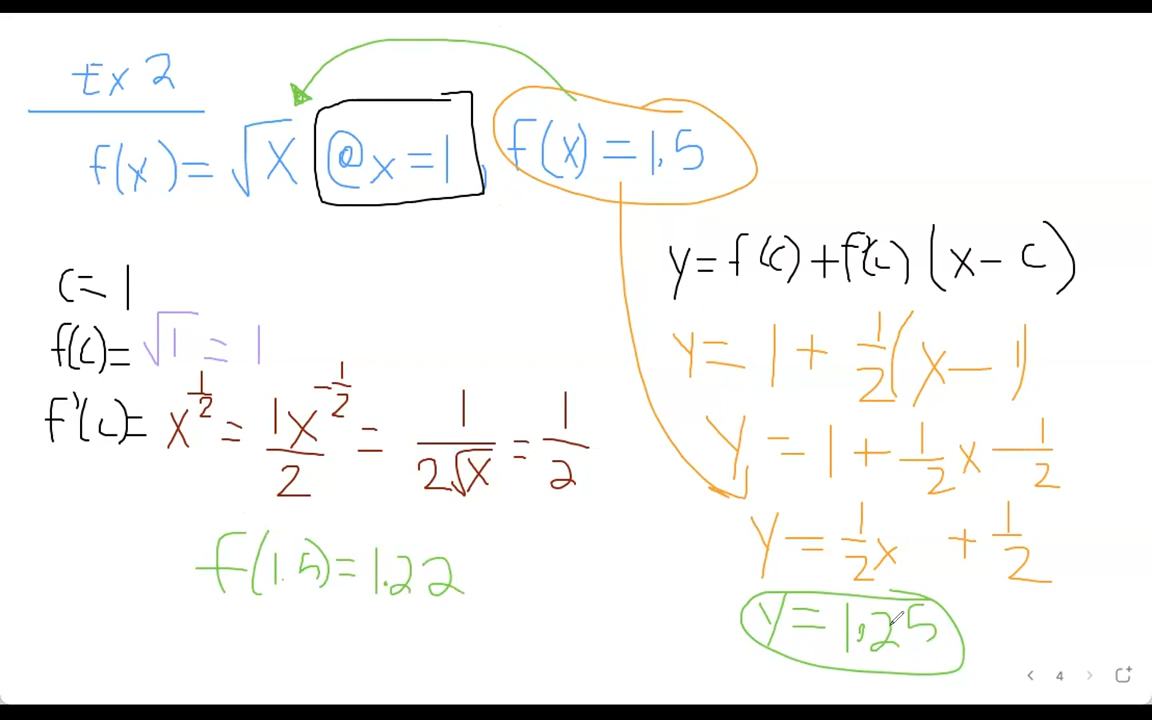 Ex 2
f(x) = √x @x=1, f(x) = 1.5
c = 1
f(c) = √1 = 1
f'(c) = x^1/2 = 1x^-1/2 / 2 = 1/2√x = 1/2
f(1.5) = 1.22
y = f(c) + f'(c) (x - c)
y = 1 + 1/2 (x - 1)
y = 1 + 1/2 x - 1/2
y = 1/2 x + 1/2
y = 1.25
4